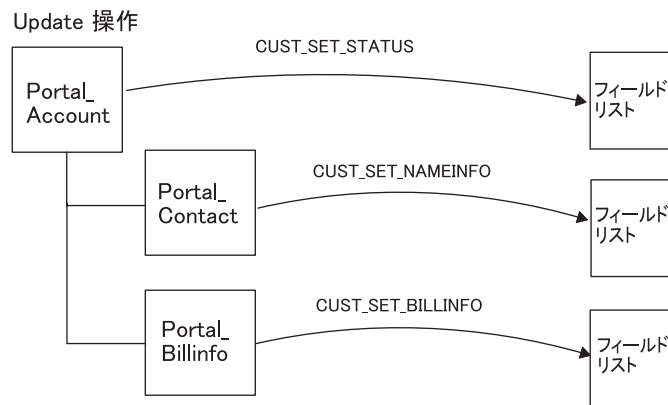 Update 操作
CUST_SET_STATUS
Portal_
Account
フィールド
リスト
CUST_SET_NAMEINFO
Portal_
Contact
フィールド
リスト
CUST_SET_BILLINFO
Portal_
Billinfo
フィールド
リスト